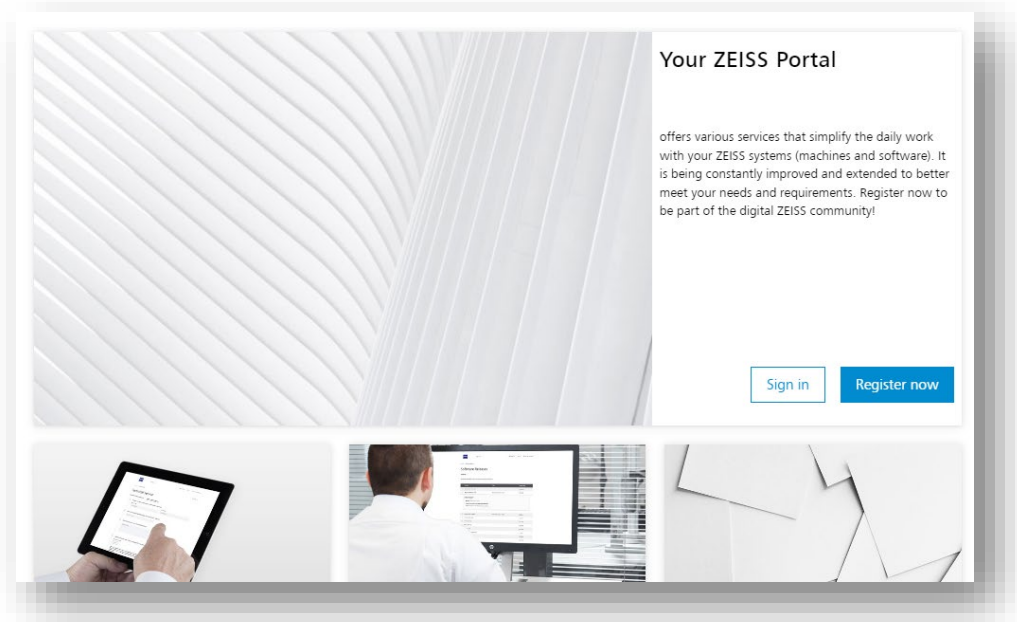 Your ZEISS Portal
offers various services that simplify the daily work
with your ZEISS systems (machines and software). It
is being constantly improved and extended to better
meet your needs and requirements. Register now to
be part of the digital ZEISS community!
Sign in
Register now